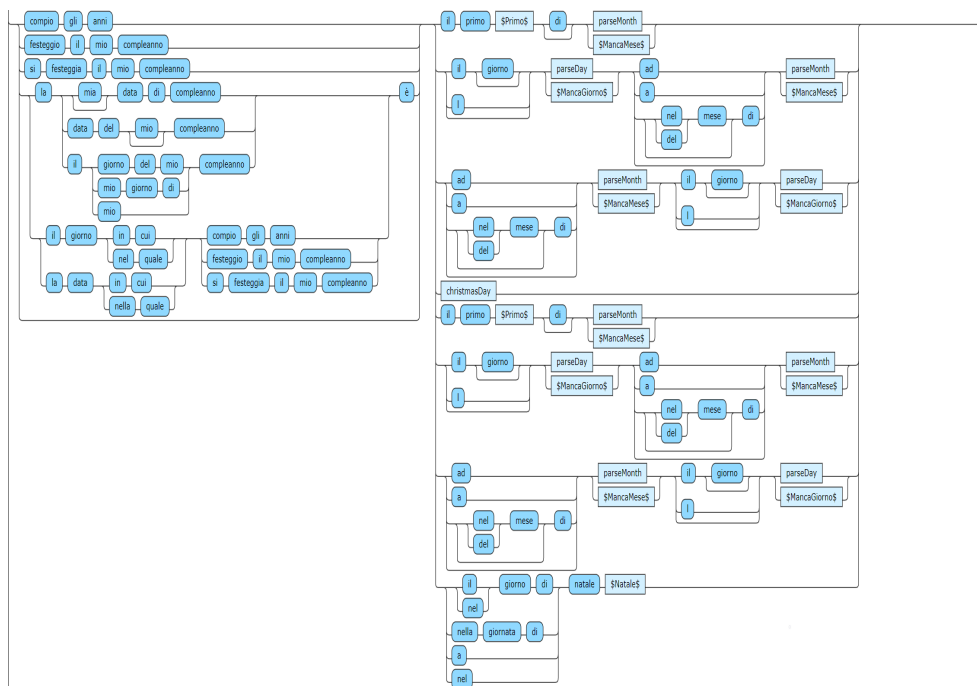 compio gli anni
festeggio il mio compleanno
si festeggia il mio compleanno
la mia data di compleanno è
data del mio compleanno
il giorno del mio compleanno
mio giorno di
mio
il giorno in cui compio gli anni
nel quale festeggio il mio compleanno
la data in cui si festeggia il mio compleanno
nella quale
il primo $Primo$ di parseMonth
$MancaMese$
il giorno parseDay ad parseMonth
l $MancaGiorno$ a $MancaMese$
nel mese di
del
ad parseMonth il giorno parseDay
a $MancaMese$ l $MancaGiorno$
nel mese di
del
christmasDay
il primo $Primo$ di parseMonth
$MancaMese$
il giorno parseDay ad parseMonth
l $MancaGiorno$ a $MancaMese$
nel mese di
del
ad parseMonth il giorno parseDay
a $MancaMese$ l $MancaGiorno$
nel mese di
del
il giorno di natale $Natale$
nel
nella giornata di
a
nel